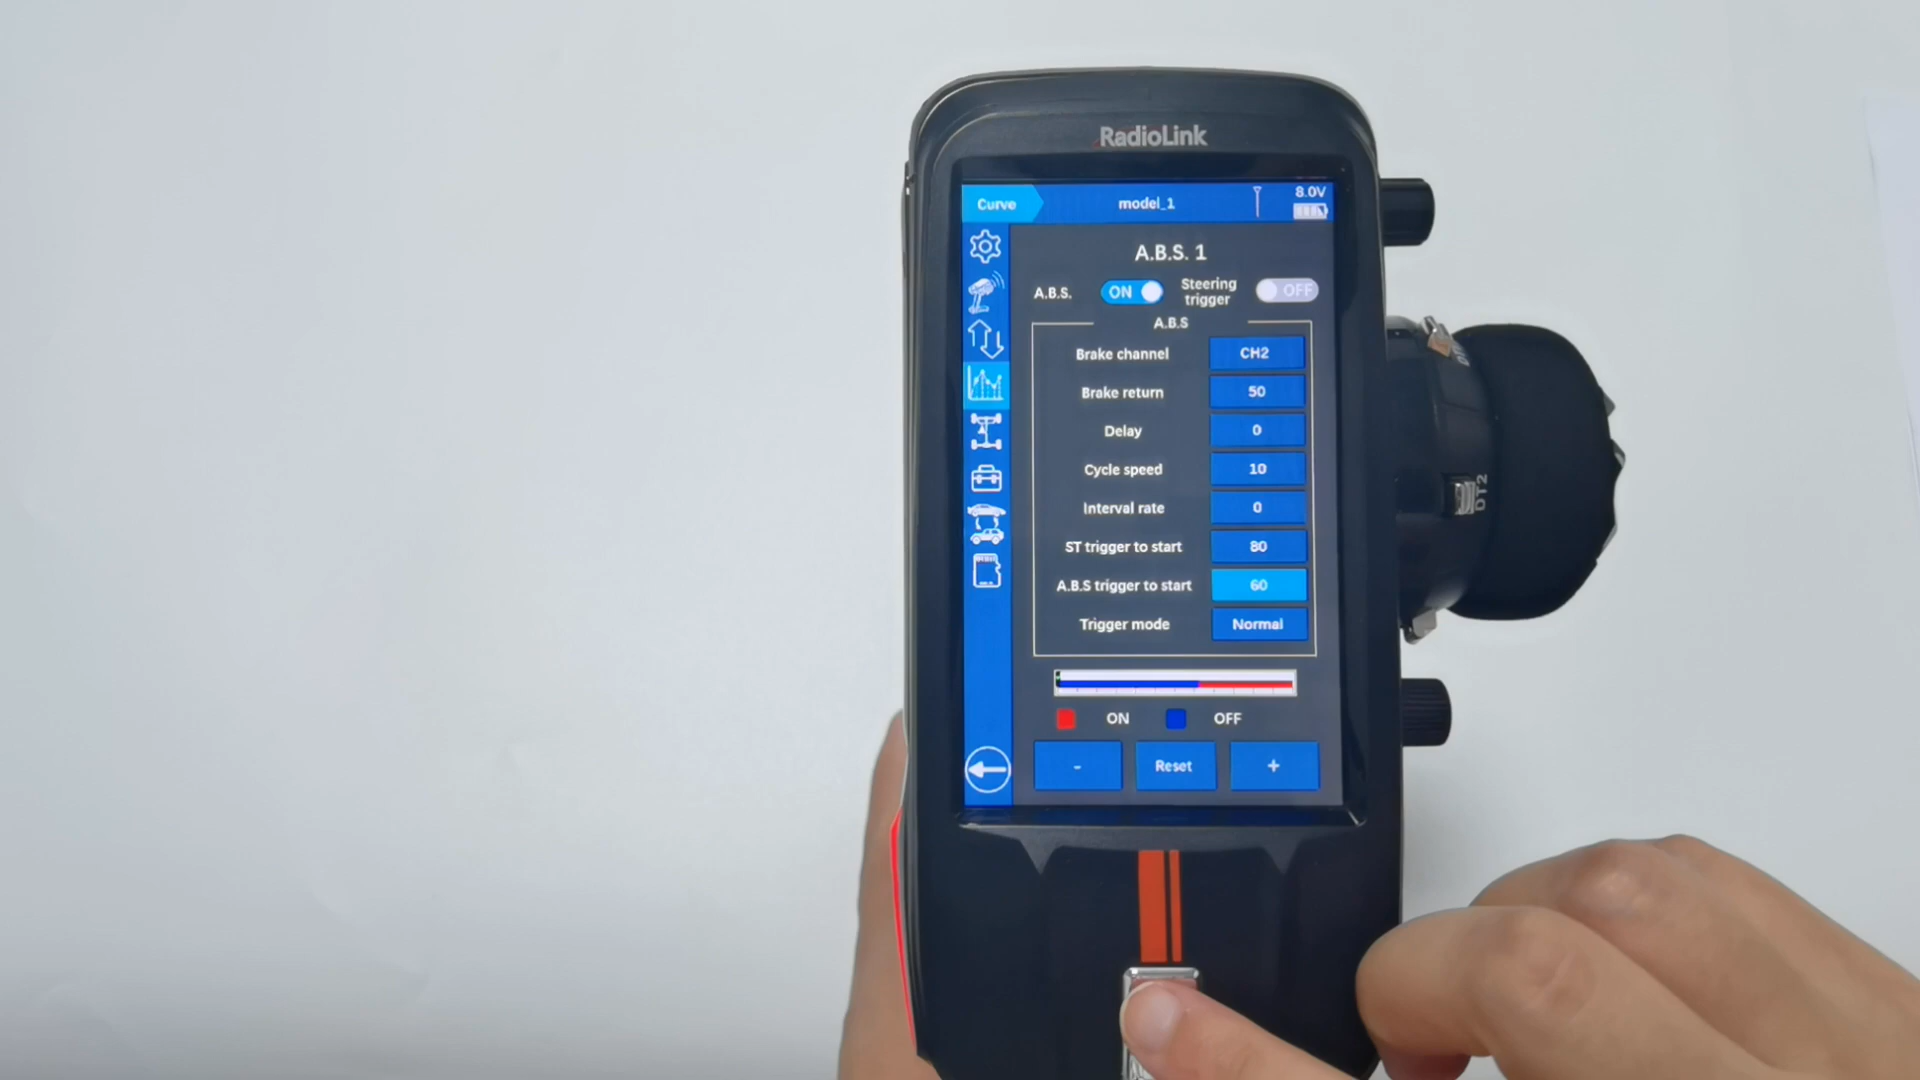 RadioLink
Curve model_1 8.0V
A.B.S. 1
A.B.S. ON Steering trigger OFF
A.B.S
Brake channel CH2
Brake return 50
Delay 0
Cycle speed 10
Interval rate 0
ST trigger to start 80
A.B.S trigger to start 60
Trigger mode Normal
ON OFF
- Reset +
DT2